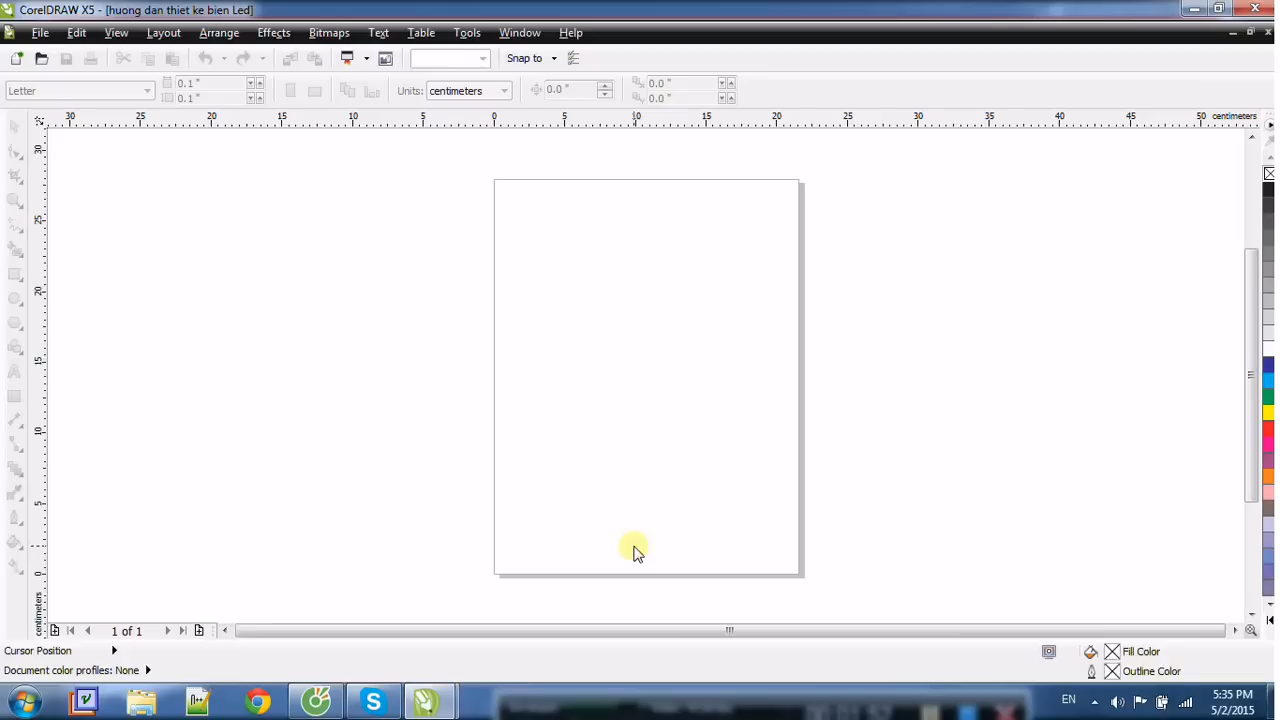 CorelDRAW X5 - [huong dan thiet ke bien Led]
File Edit View Layout Arrange Effects Bitmaps Text Table Tools Window Help
Snap to
Letter 0.1 " 0.1 " Units: centimeters 0.0 " 0.0 " 0.0 "
30 25 20 15 10 5 0 5 10 15 20 25 30 35 40 45 50 centimeters
30
25
20
15
10
5
0
centimeters
1 of 1
Cursor Position Fill Color
Document color profiles: None Outline Color
EN 5:35 PM
5/2/2015